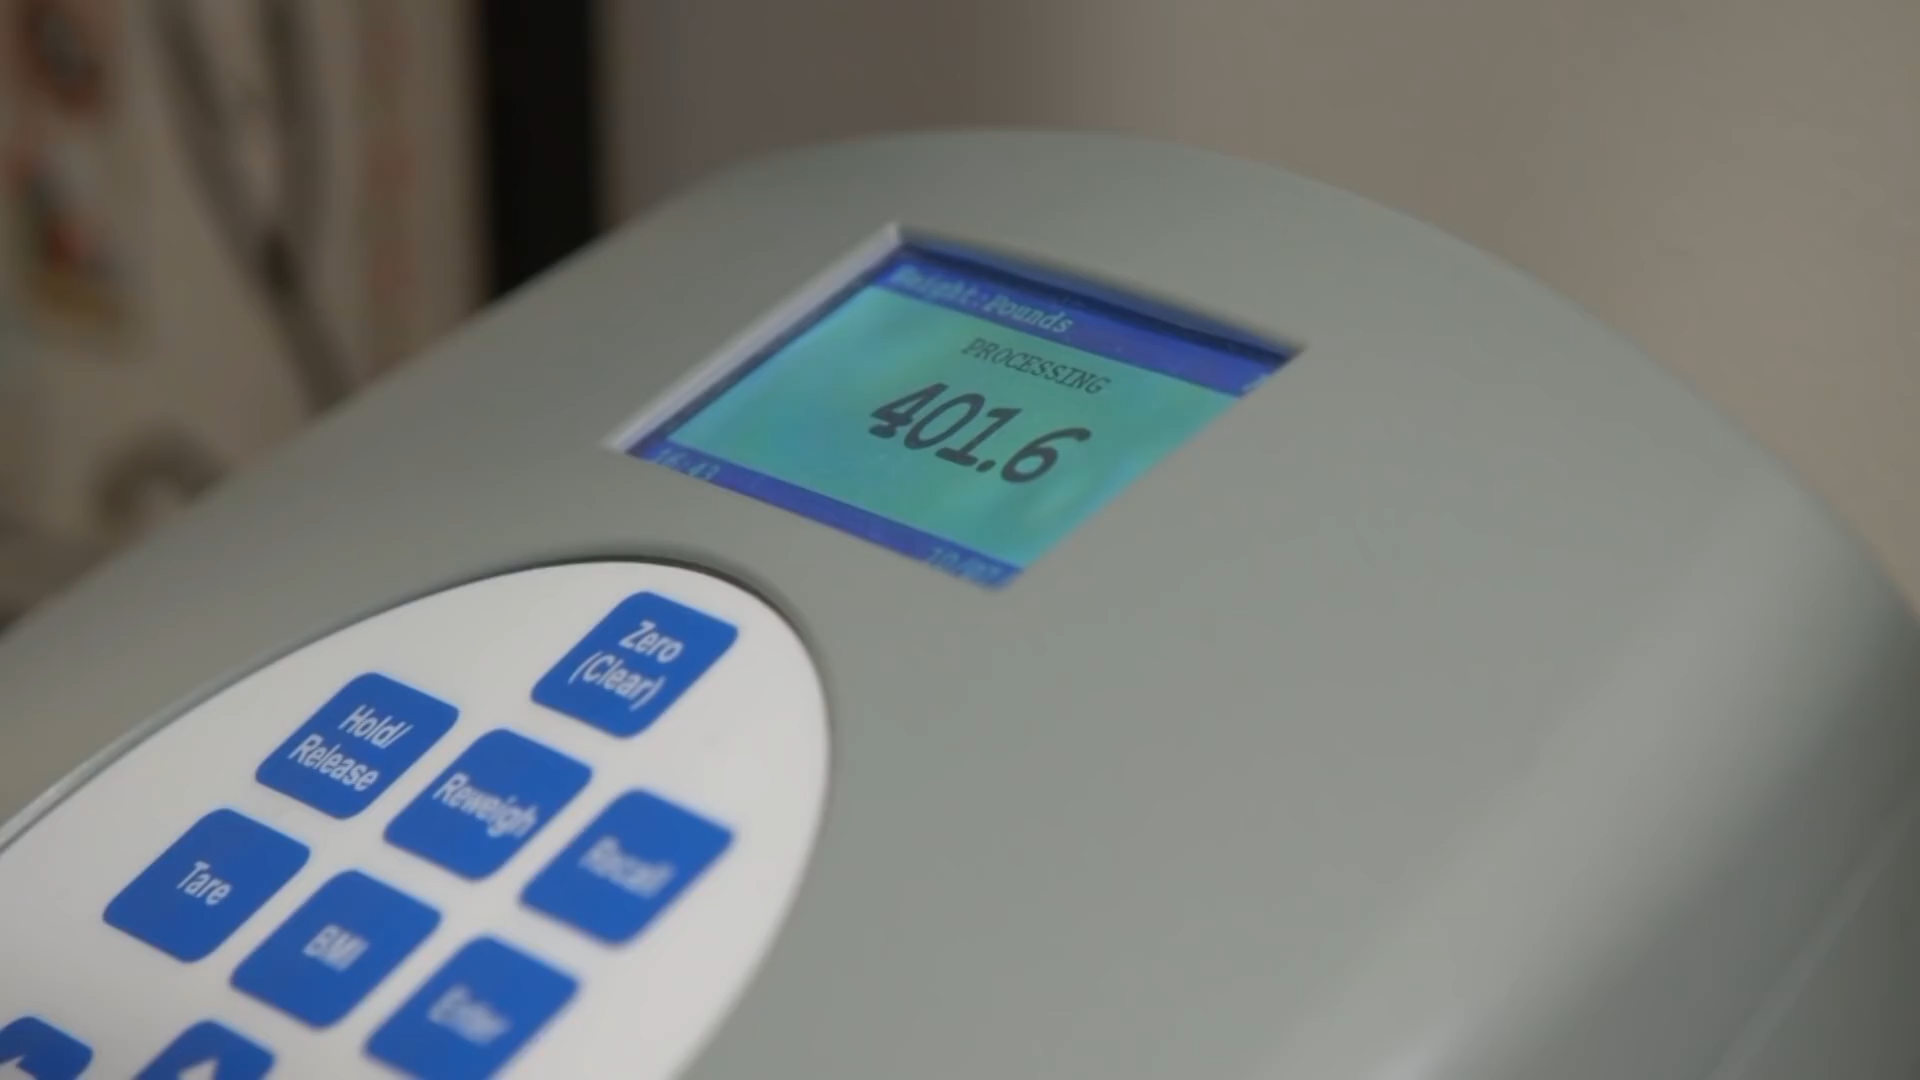 Weight: Pounds
PROCESSING
401.6
Zero
(Clear)
Hold/
Release
Reweigh
Recall
Tare
BMI
Enter